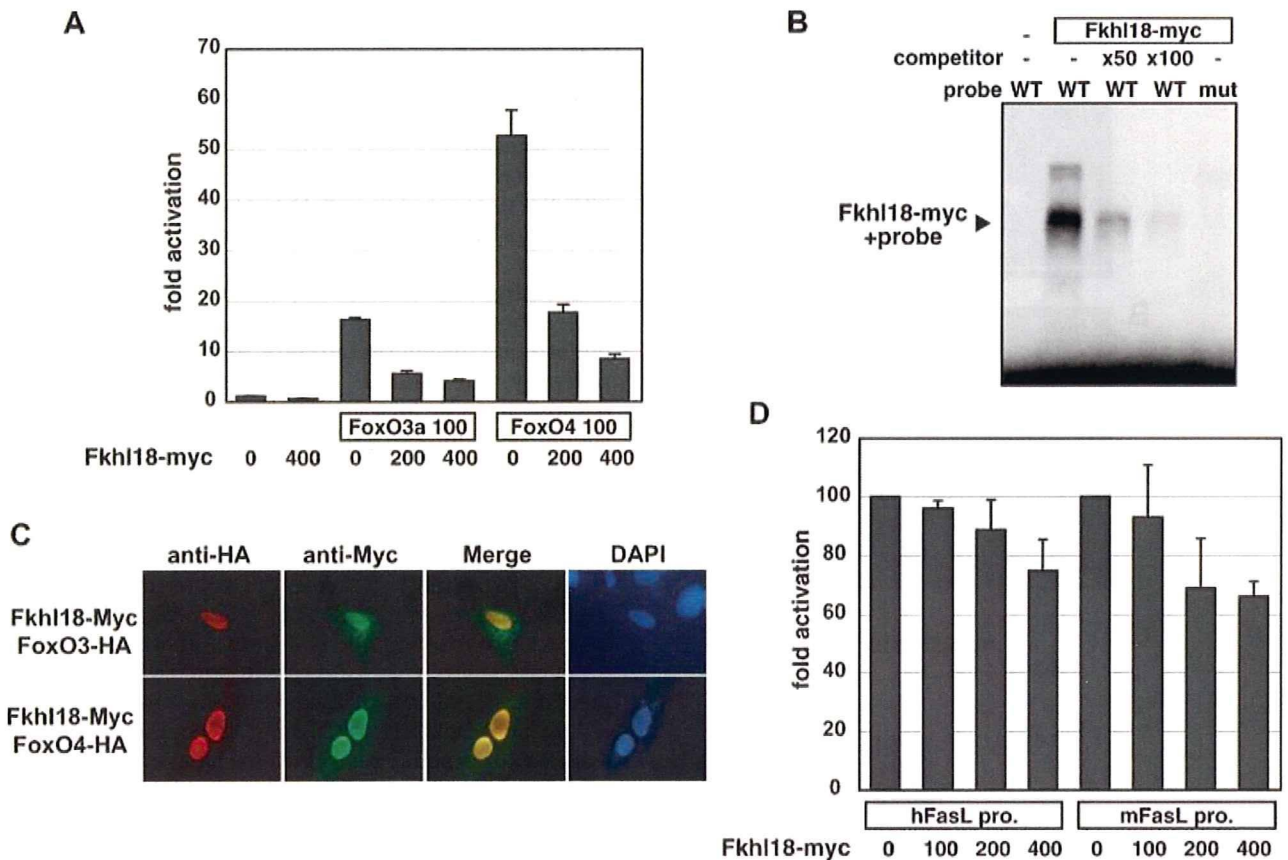 A
70
60
50
40
30
20
10
0
fold activation
FoxO3a 100
FoxO4 100
Fkhl18-myc 0 400 0 200 400 0 200 400
B
- Fkhl18-myc
competitor - - x50 x100 -
probe WT WT WT WT mut
Fkhl18-myc
+probe
C
anti-HA anti-Myc Merge DAPI
Fkhl18-Myc
FoxO3-HA
Fkhl18-Myc
FoxO4-HA
D
120
100
80
60
40
20
0
fold activation
hFasL pro. mFasL pro.
Fkhl18-myc 0 100 200 400 0 100 200 400